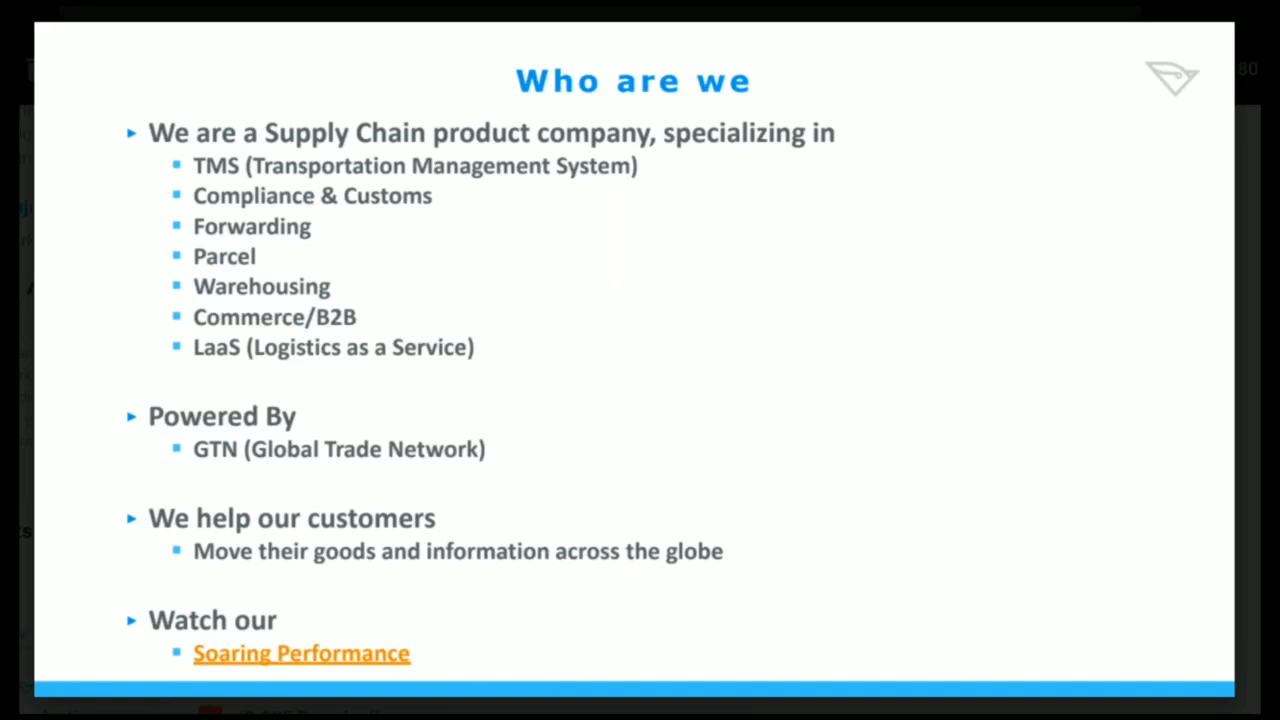 Who are we
We are a Supply Chain product company, specializing in
TMS (Transportation Management System)
Compliance & Customs
Forwarding
Parcel
Warehousing
Commerce/B2B
LaaS (Logistics as a Service)
Powered By
GTN (Global Trade Network)
We help our customers
Move their goods and information across the globe
Watch our
Soaring Performance
80